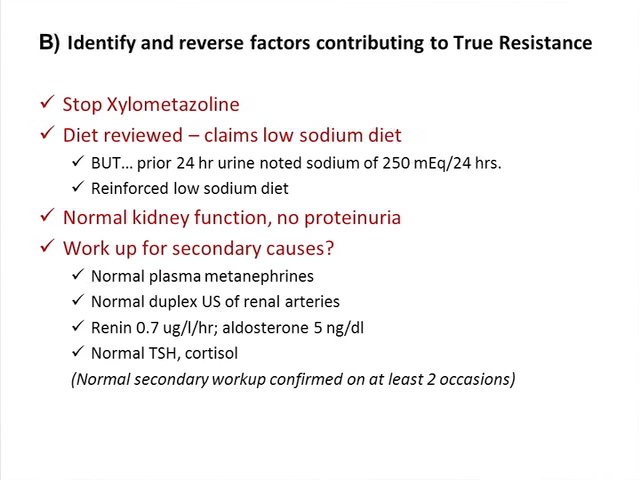 B) Identify and reverse factors contributing to True Resistance
✓ Stop Xylometazoline
✓ Diet reviewed – claims low sodium diet
✓ BUT... prior 24 hr urine noted sodium of 250 mEq/24 hrs.
✓ Reinforced low sodium diet
✓ Normal kidney function, no proteinuria
✓ Work up for secondary causes?
✓ Normal plasma metanephrines
✓ Normal duplex US of renal arteries
✓ Renin 0.7 ug/l/hr; aldosterone 5 ng/dl
✓ Normal TSH, cortisol
(Normal secondary workup confirmed on at least 2 occasions)